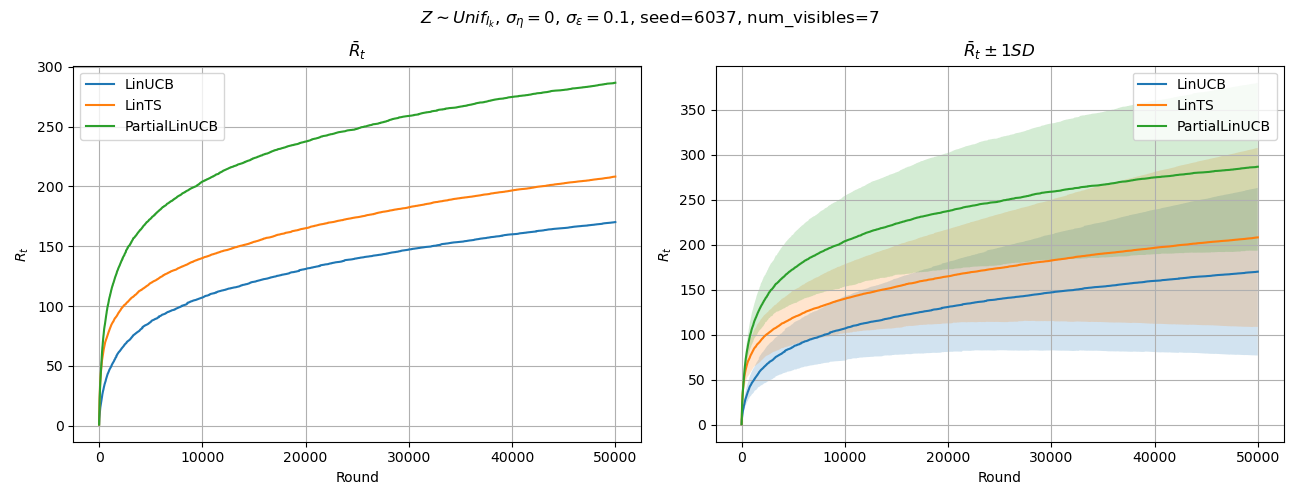 Z ∼ Unif_{I_k}, σ_η = 0, σ_ε = 0.1, seed=6037, num_visibles=7
R̄_t
300
250
200
150
100
50
0
R_t
LinUCB
LinTS
PartialLinUCB
0 10000 20000 30000 40000 50000
Round
R̄_t ± 1SD
350
300
250
200
150
100
50
0
R_t
LinUCB
LinTS
PartialLinUCB
0 10000 20000 30000 40000 50000
Round